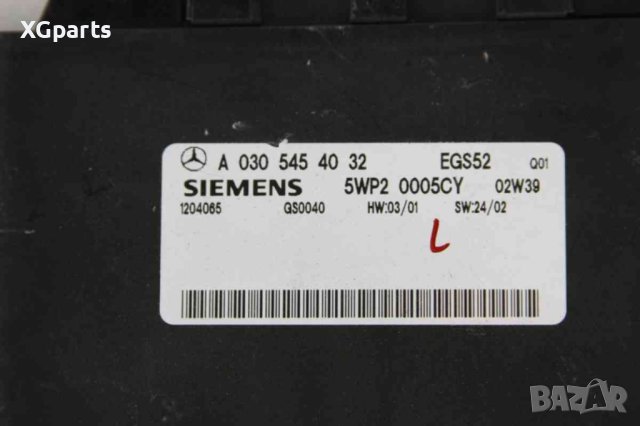 XGparts
A 030 545 40 32 EGS52 Q01
SIEMENS 5WP2 0005CY 02W39
1204065 GS0040 HW:03/01 SW:24/02
L
BAZAR